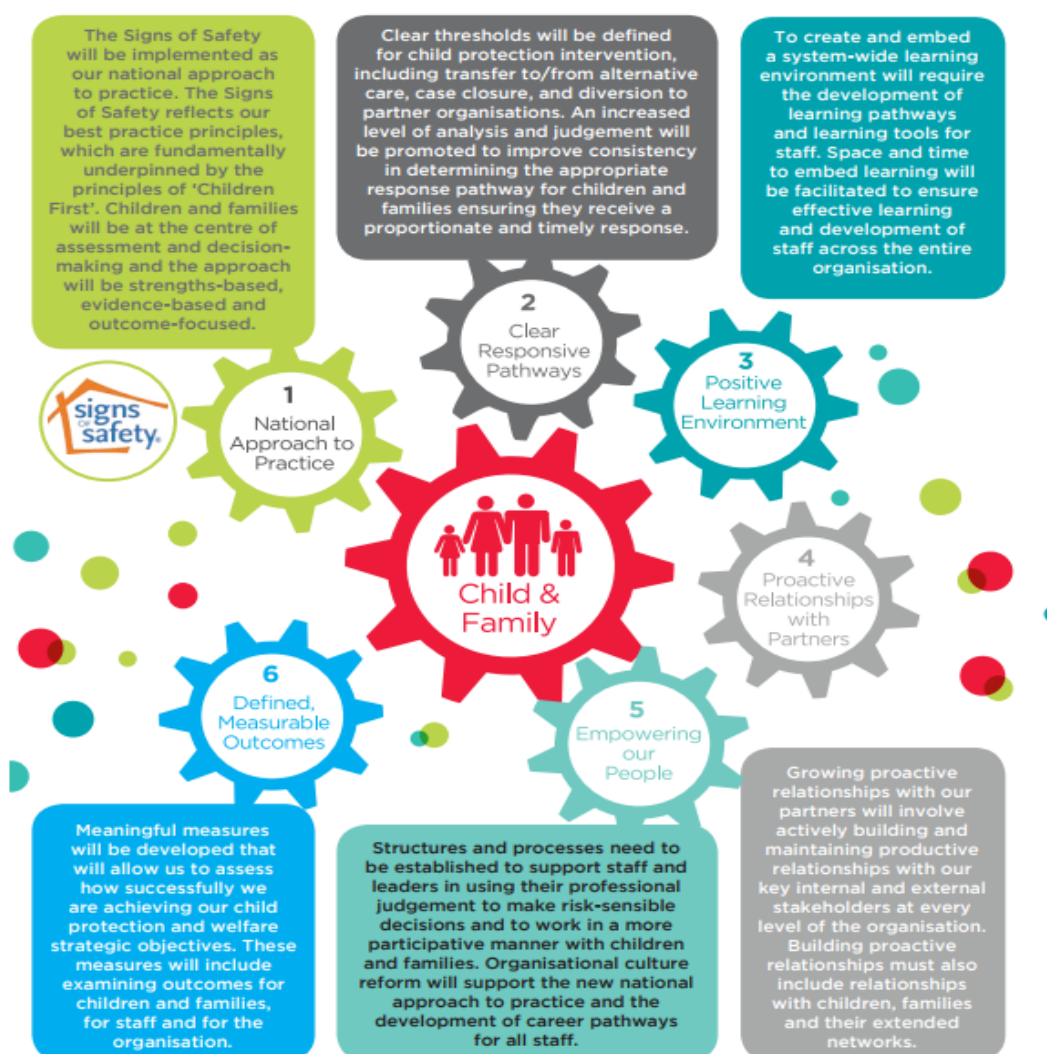 The Signs of Safety
will be implemented as
our national approach
to practice. The Signs
of Safety reflects our
best practice principles,
which are fundamentally
underpinned by the
principles of ‘Children
First’. Children and families
will be at the centre of
assessment and decision-
making and the approach
will be strengths-based,
evidence-based and
outcome-focused.
Clear thresholds will be defined
for child protection intervention,
including transfer to/from alternative
care, case closure, and diversion to
partner organisations. An increased
level of analysis and judgement will
be promoted to improve consistency
in determining the appropriate
response pathway for children and
families ensuring they receive a
proportionate and timely response.
To create and embed
a system-wide learning
environment will require
the development of
learning pathways
and learning tools for
staff. Space and time
to embed learning will
be facilitated to ensure
effective learning
and development of
staff across the entire
organisation.
signs
OF
safety®
1
National
Approach to
Practice
2
Clear
Responsive
Pathways
3
Positive
Learning
Environment
Child &
Family
4
Proactive
Relationships
with
Partners
6
Defined,
Measurable
Outcomes
5
Empowering
our
People
Meaningful measures
will be developed that
will allow us to assess
how successfully we
are achieving our child
protection and welfare
strategic objectives. These
measures will include
examining outcomes for
children and families,
for staff and for the
organisation.
Structures and processes need to
be established to support staff and
leaders in using their professional
judgement to make risk-sensible
decisions and to work in a more
participative manner with children
and families. Organisational culture
reform will support the new national
approach to practice and the
development of career pathways
for all staff.
Growing proactive
relationships with our
partners will involve
actively building and
maintaining productive
relationships with our
key internal and external
stakeholders at every
level of the organisation.
Building proactive
relationships must also
include relationships
with children, families
and their extended
networks.